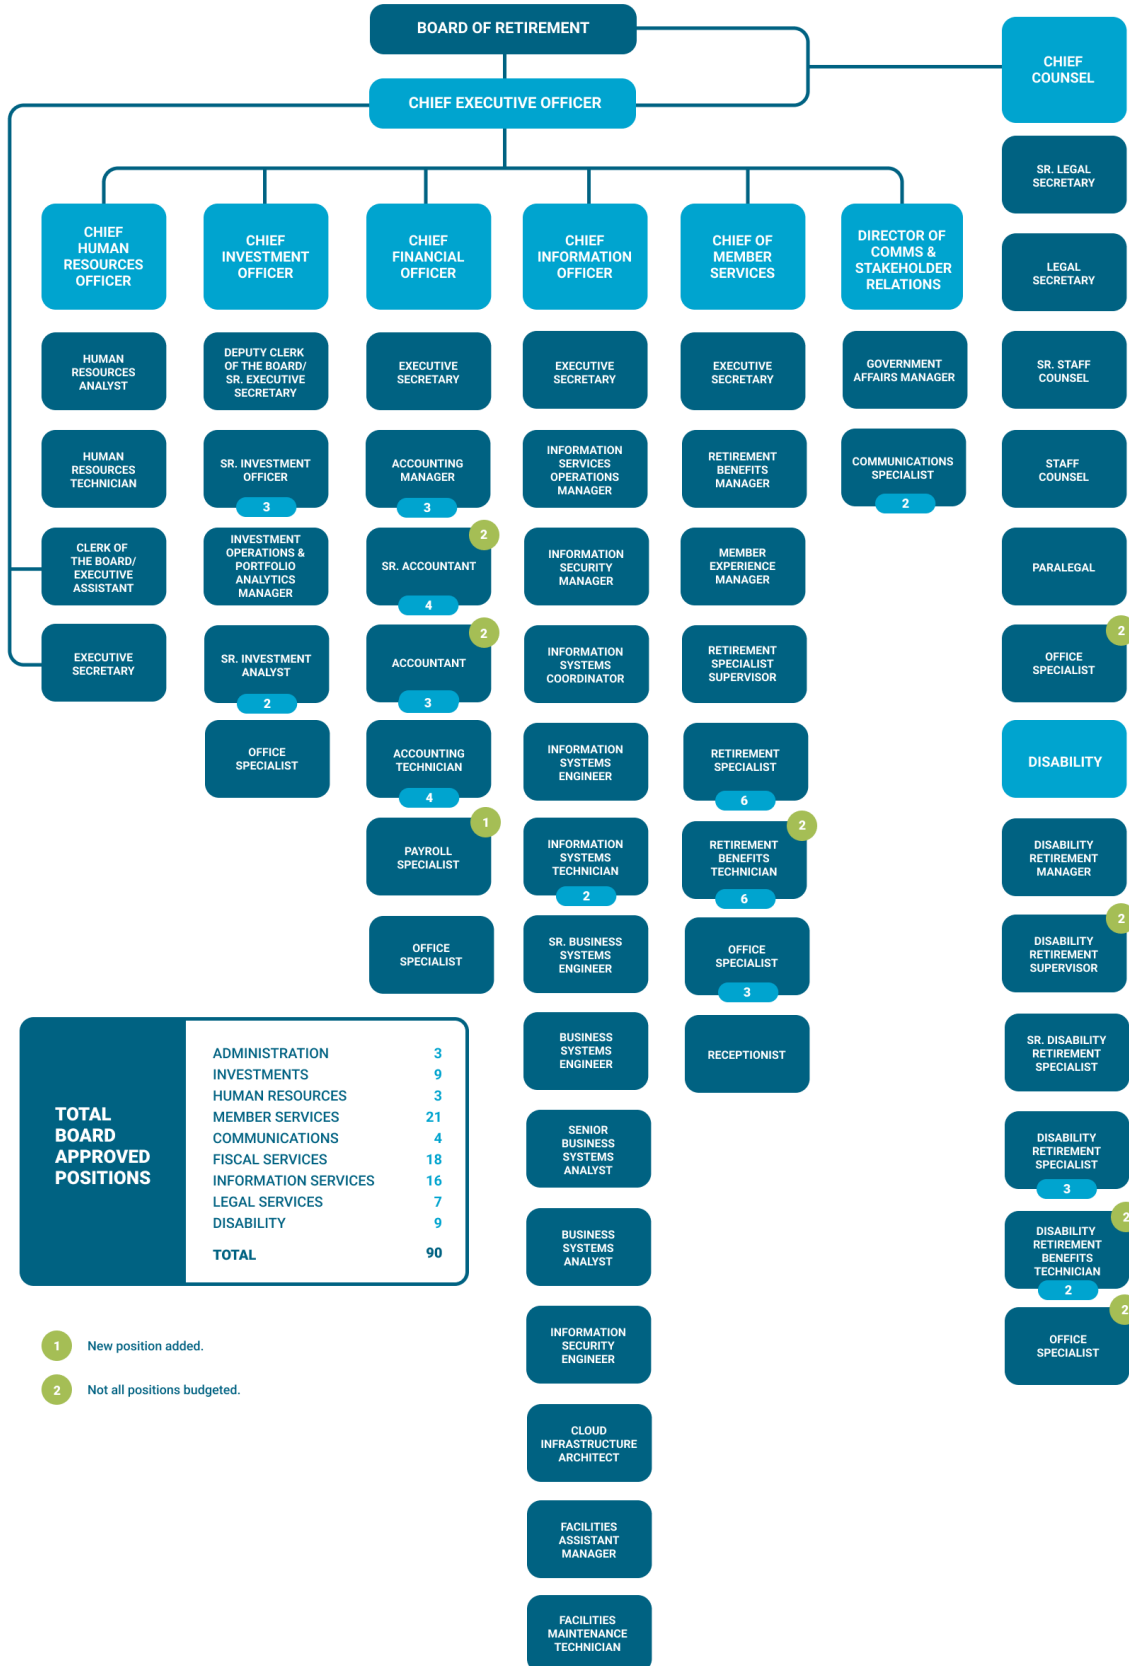 BOARD OF RETIREMENT
CHIEF EXECUTIVE OFFICER
CHIEF
HUMAN
RESOURCES
OFFICER
HUMAN
RESOURCES
ANALYST
HUMAN
RESOURCES
TECHNICIAN
CLERK OF
THE BOARD/
EXECUTIVE
ASSISTANT
EXECUTIVE
SECRETARY
CHIEF
INVESTMENT
OFFICER
DEPUTY CLERK
OF THE BOARD/
SR. EXECUTIVE
SECRETARY
SR. INVESTMENT
OFFICER
3
INVESTMENT
OPERATIONS &
PORTFOLIO
ANALYTICS
MANAGER
SR. INVESTMENT
ANALYST
2
OFFICE
SPECIALIST
CHIEF
FINANCIAL
OFFICER
EXECUTIVE
SECRETARY
ACCOUNTING
MANAGER
3
2
SR. ACCOUNTANT
4
2
ACCOUNTANT
3
ACCOUNTING
TECHNICIAN
4
1
PAYROLL
SPECIALIST
OFFICE
SPECIALIST
CHIEF
INFORMATION
OFFICER
EXECUTIVE
SECRETARY
INFORMATION
SERVICES
OPERATIONS
MANAGER
INFORMATION
SECURITY
MANAGER
INFORMATION
SYSTEMS
COORDINATOR
INFORMATION
SYSTEMS
ENGINEER
INFORMATION
SYSTEMS
TECHNICIAN
2
SR. BUSINESS
SYSTEMS
ENGINEER
BUSINESS
SYSTEMS
ENGINEER
SENIOR
BUSINESS
SYSTEMS
ANALYST
BUSINESS
SYSTEMS
ANALYST
INFORMATION
SECURITY
ENGINEER
CLOUD
INFRASTRUCTURE
ARCHITECT
FACILITIES
ASSISTANT
MANAGER
FACILITIES
MAINTENANCE
TECHNICIAN
CHIEF OF
MEMBER
SERVICES
EXECUTIVE
SECRETARY
RETIREMENT
BENEFITS
MANAGER
MEMBER
EXPERIENCE
MANAGER
RETIREMENT
SPECIALIST
SUPERVISOR
RETIREMENT
SPECIALIST
6
2
RETIREMENT
BENEFITS
TECHNICIAN
6
OFFICE
SPECIALIST
3
RECEPTIONIST
DIRECTOR OF
COMMS &
STAKEHOLDER
RELATIONS
GOVERNMENT
AFFAIRS MANAGER
COMMUNICATIONS
SPECIALIST
2
CHIEF
COUNSEL
SR. LEGAL
SECRETARY
LEGAL
SECRETARY
SR. STAFF
COUNSEL
STAFF
COUNSEL
PARALEGAL
2
OFFICE
SPECIALIST
DISABILITY
DISABILITY
RETIREMENT
MANAGER
2
DISABILITY
RETIREMENT
SUPERVISOR
SR. DISABILITY
RETIREMENT
SPECIALIST
DISABILITY
RETIREMENT
SPECIALIST
3
2
DISABILITY
RETIREMENT
BENEFITS
TECHNICIAN
2
2
OFFICE
SPECIALIST
TOTAL
BOARD
APPROVED
POSITIONS
ADMINISTRATION 3
INVESTMENTS 9
HUMAN RESOURCES 3
MEMBER SERVICES 21
COMMUNICATIONS 4
FISCAL SERVICES 18
INFORMATION SERVICES 16
LEGAL SERVICES 7
DISABILITY 9
TOTAL 90
1 New position added.
2 Not all positions budgeted.